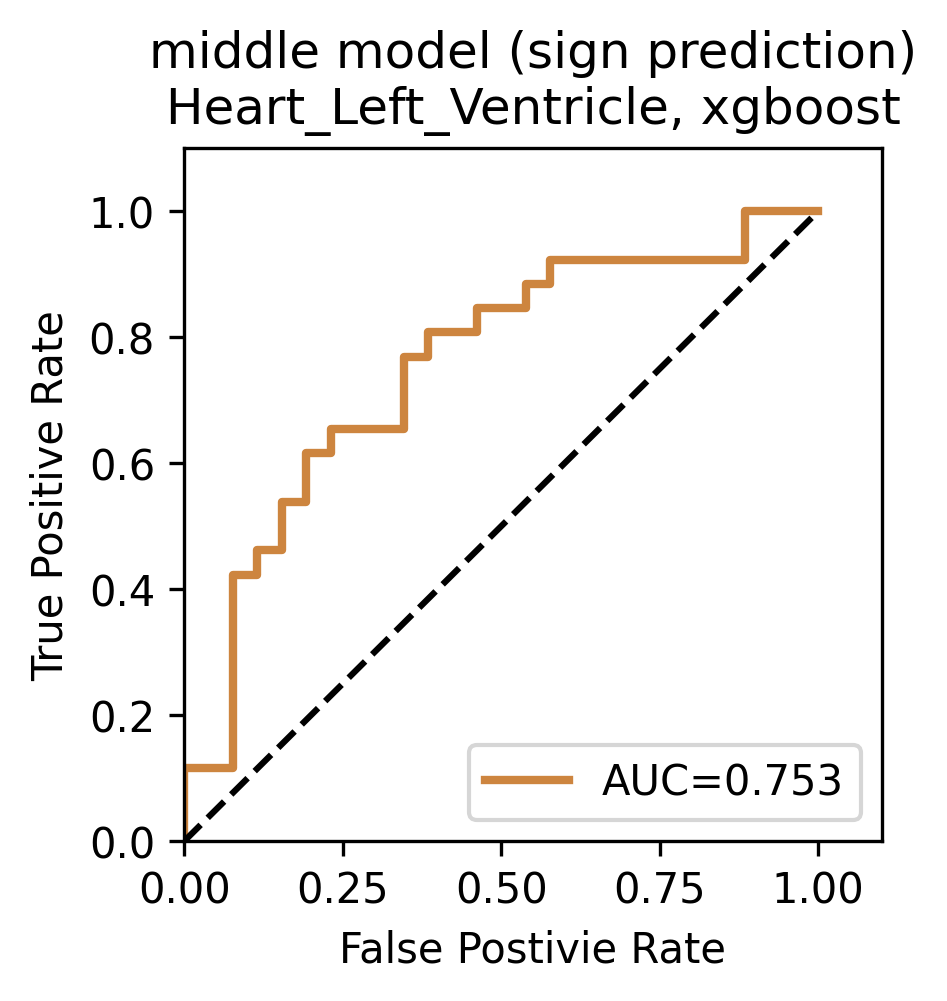 middle model (sign prediction)
Heart_Left_Ventricle, xgboost
True Positive Rate
1.0
0.8
0.6
0.4
0.2
0.0
AUC=0.753
0.00 0.25 0.50 0.75 1.00
False Postivie Rate